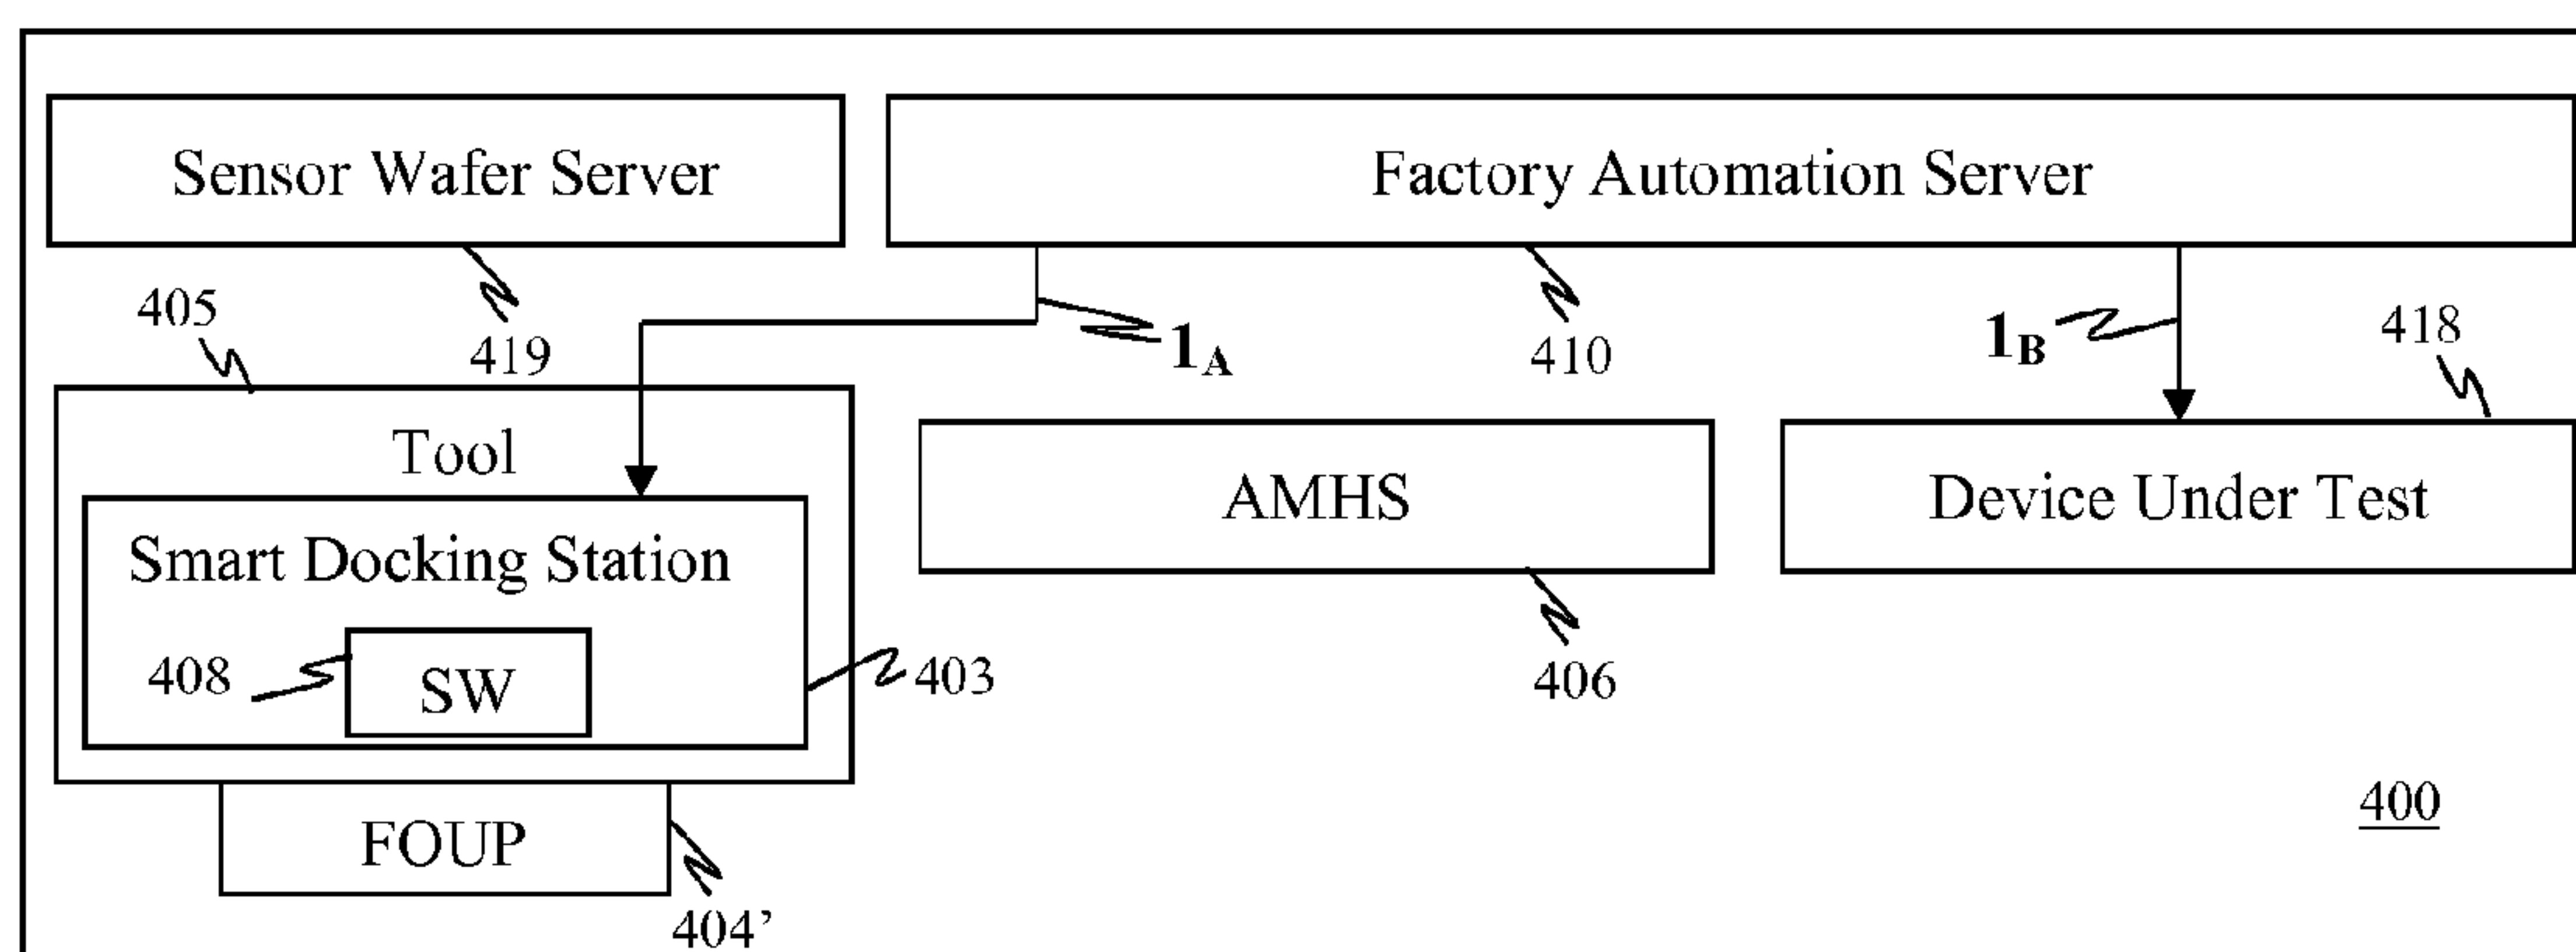 Sensor Wafer Server
Factory Automation Server
405
419
1A
410
1B
418
Tool
AMHS
Device Under Test
Smart Docking Station
408
SW
403
406
400
FOUP
404’